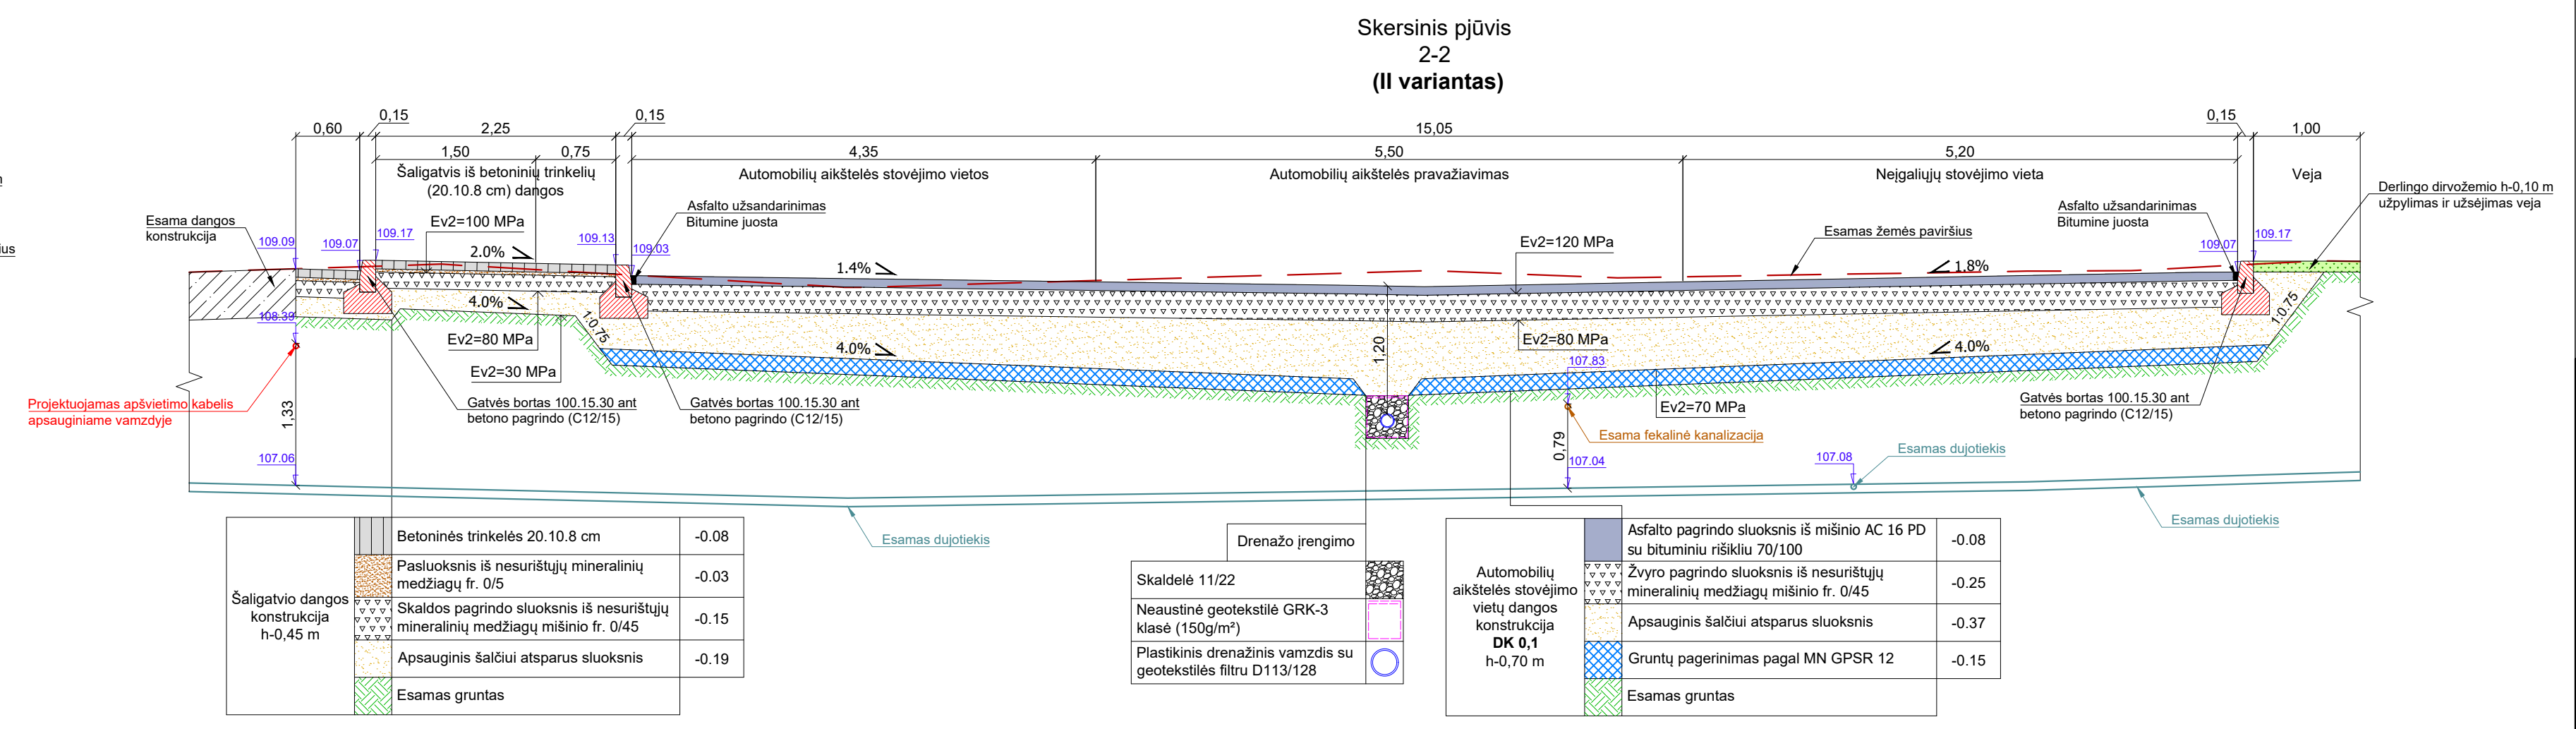 Skersinis pjūvis
2-2
(II variantas)
0,60
0,15
2,25
0,15
15,05
0,15
1,00
1,50
0,75
4,35
5,50
5,20
Šaligatvis iš betoninių trinkelių
(20.10.8 cm) dangos
Automobilių aikštelės stovėjimo vietos
Automobilių aikštelės pravažiavimas
Neįgaliųjų stovėjimo vieta
Veja
Derlingo dirvožemio h-0,10 m
užpylimas ir užsėjimas veja
ius
Esama dangos
konstrukcija
Asfalto užsandarinimas
Bitumine juosta
Asfalto užsandarinimas
Bitumine juosta
Esamas žemės paviršius
109.09
109.07
109.17
Ev2=100 MPa
2.0%
109.13
109.03
1.4%
Ev2=120 MPa
1.8%
109.07
109.17
108.39
4.0%
1:0.75
Ev2=80 MPa
Ev2=30 MPa
4.0%
1,20
Ev2=80 MPa
107.83
4.0%
1:0.75
Ev2=70 MPa
Projektuojamas apšvietimo kabelis
apsauginiame vamzdyje
1,33
Gatvės bortas 100.15.30 ant
betono pagrindo (C12/15)
Gatvės bortas 100.15.30 ant
betono pagrindo (C12/15)
Gatvės bortas 100.15.30 ant
betono pagrindo (C12/15)
Esama fekalinė kanalizacija
0,79
107.06
107.04
107.08
Esamas dujotiekis
Esamas dujotiekis
Esamas dujotiekis
Šaligatvio dangos
konstrukcija
h-0,45 m
Betoninės trinkelės 20.10.8 cm
-0.08
Pasluoksnis iš nesurištųjų mineralinių
medžiagų fr. 0/5
-0.03
Skaldos pagrindo sluoksnis iš nesurištųjų
mineralinių medžiagų mišinio fr. 0/45
-0.15
Apsauginis šalčiui atsparus sluoksnis
-0.19
Esamas gruntas
Drenažo įrengimo
Skaldelė 11/22
Neaustinė geotekstilė GRK-3
klasė (150g/m²)
Plastikinis drenažinis vamzdis su
geotekstilės filtru D113/128
Automobilių
aikštelės stovėjimo
vietų dangos
konstrukcija
DK 0,1
h-0,70 m
Asfalto pagrindo sluoksnis iš mišinio AC 16 PD
su bituminiu rišikliu 70/100
-0.08
Žvyro pagrindo sluoksnis iš nesurištųjų
mineralinių medžiagų mišinio fr. 0/45
-0.25
Apsauginis šalčiui atsparus sluoksnis
-0.37
Gruntų pagerinimas pagal MN GPSR 12
-0.15
Esamas gruntas